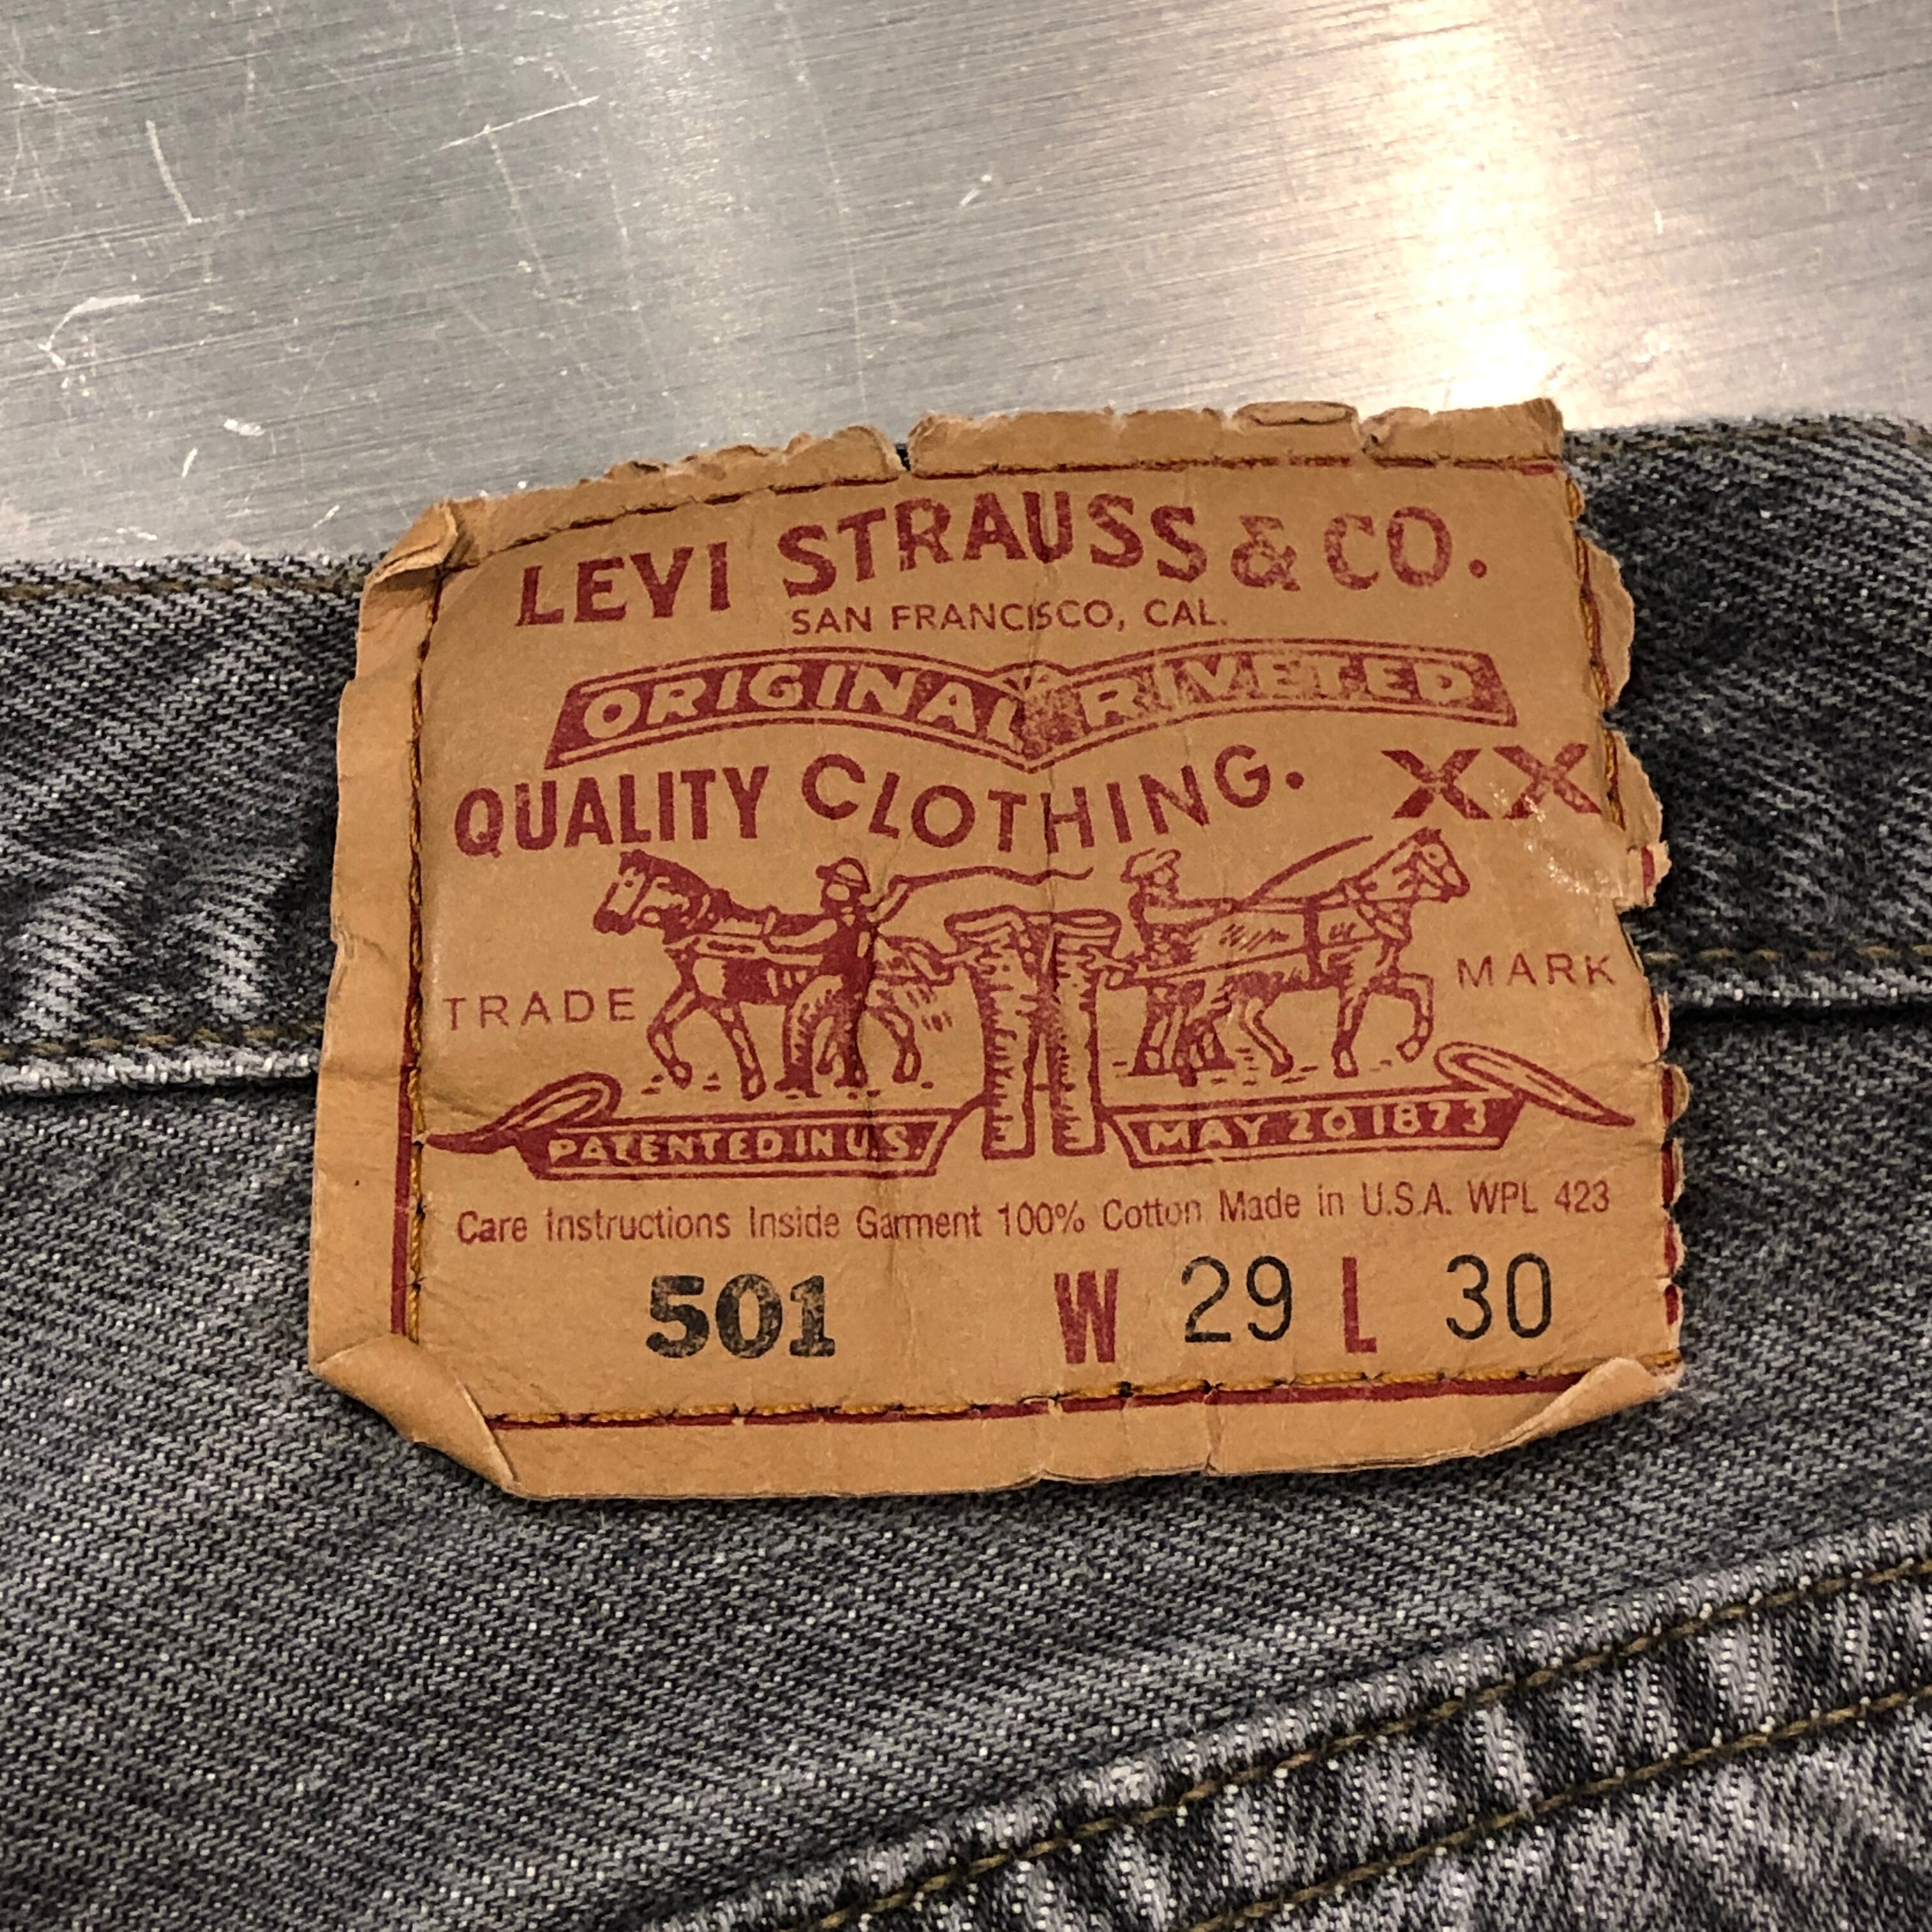 LEVI STRAUSS & CO.
SAN FRANCISCO, CAL.
ORIGINAL RIVETED
QUALITY CLOTHING. XX
TRADE MARK
PATENTED IN U.S. MAY 20 1873
Care Instructions Inside Garment 100% Cotton Made in U.S.A. WPL 423
501 W 29 L 30